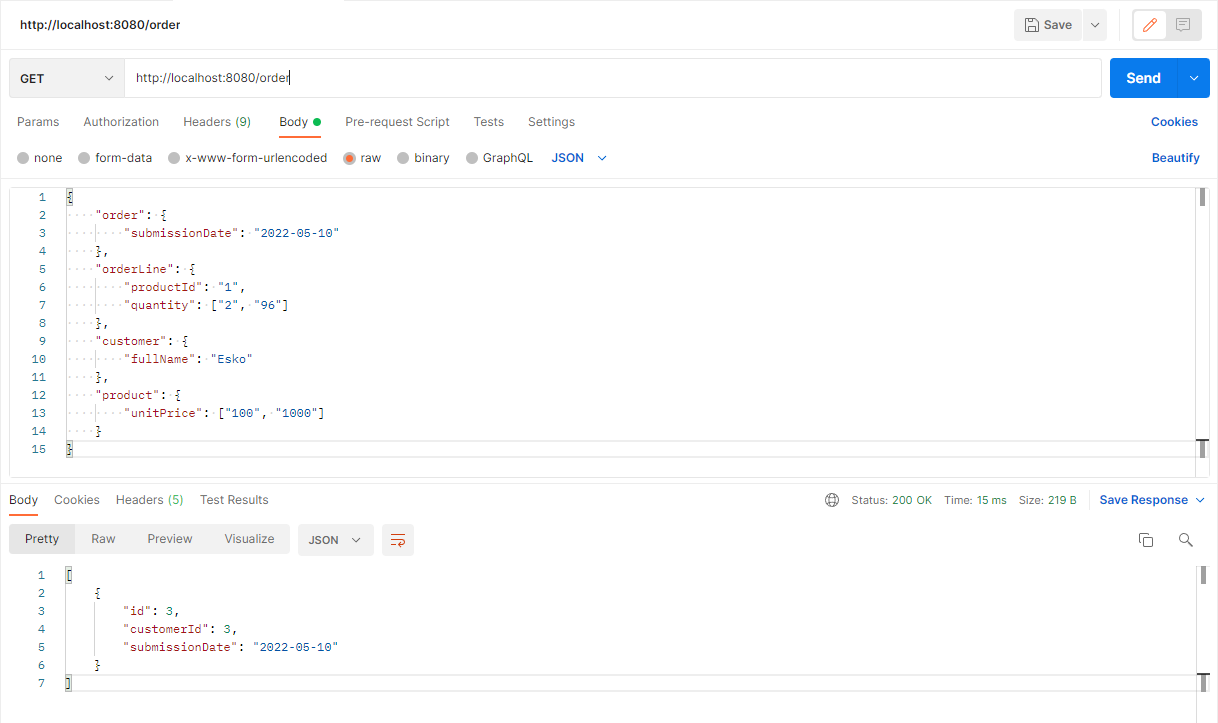 http://localhost:8080/order Save
GET http://localhost:8080/order Send
Params Authorization Headers (9) Body Pre-request Script Tests Settings Cookies
none form-data x-www-form-urlencoded raw binary GraphQL JSON Beautify
1 {
2 "order": {
3 "submissionDate": "2022-05-10"
4 },
5 "orderLine": {
6 "productId": "1",
7 "quantity": ["2", "96"]
8 },
9 "customer": {
10 "fullName": "Esko"
11 },
12 "product": {
13 "unitPrice": ["100", "1000"]
14 }
15 }
Body Cookies Headers (5) Test Results Status: 200 OK Time: 15 ms Size: 219 B Save Response
Pretty Raw Preview Visualize JSON
1 [
2 {
3 "id": 3,
4 "customerId": 3,
5 "submissionDate": "2022-05-10"
6 }
7 ]